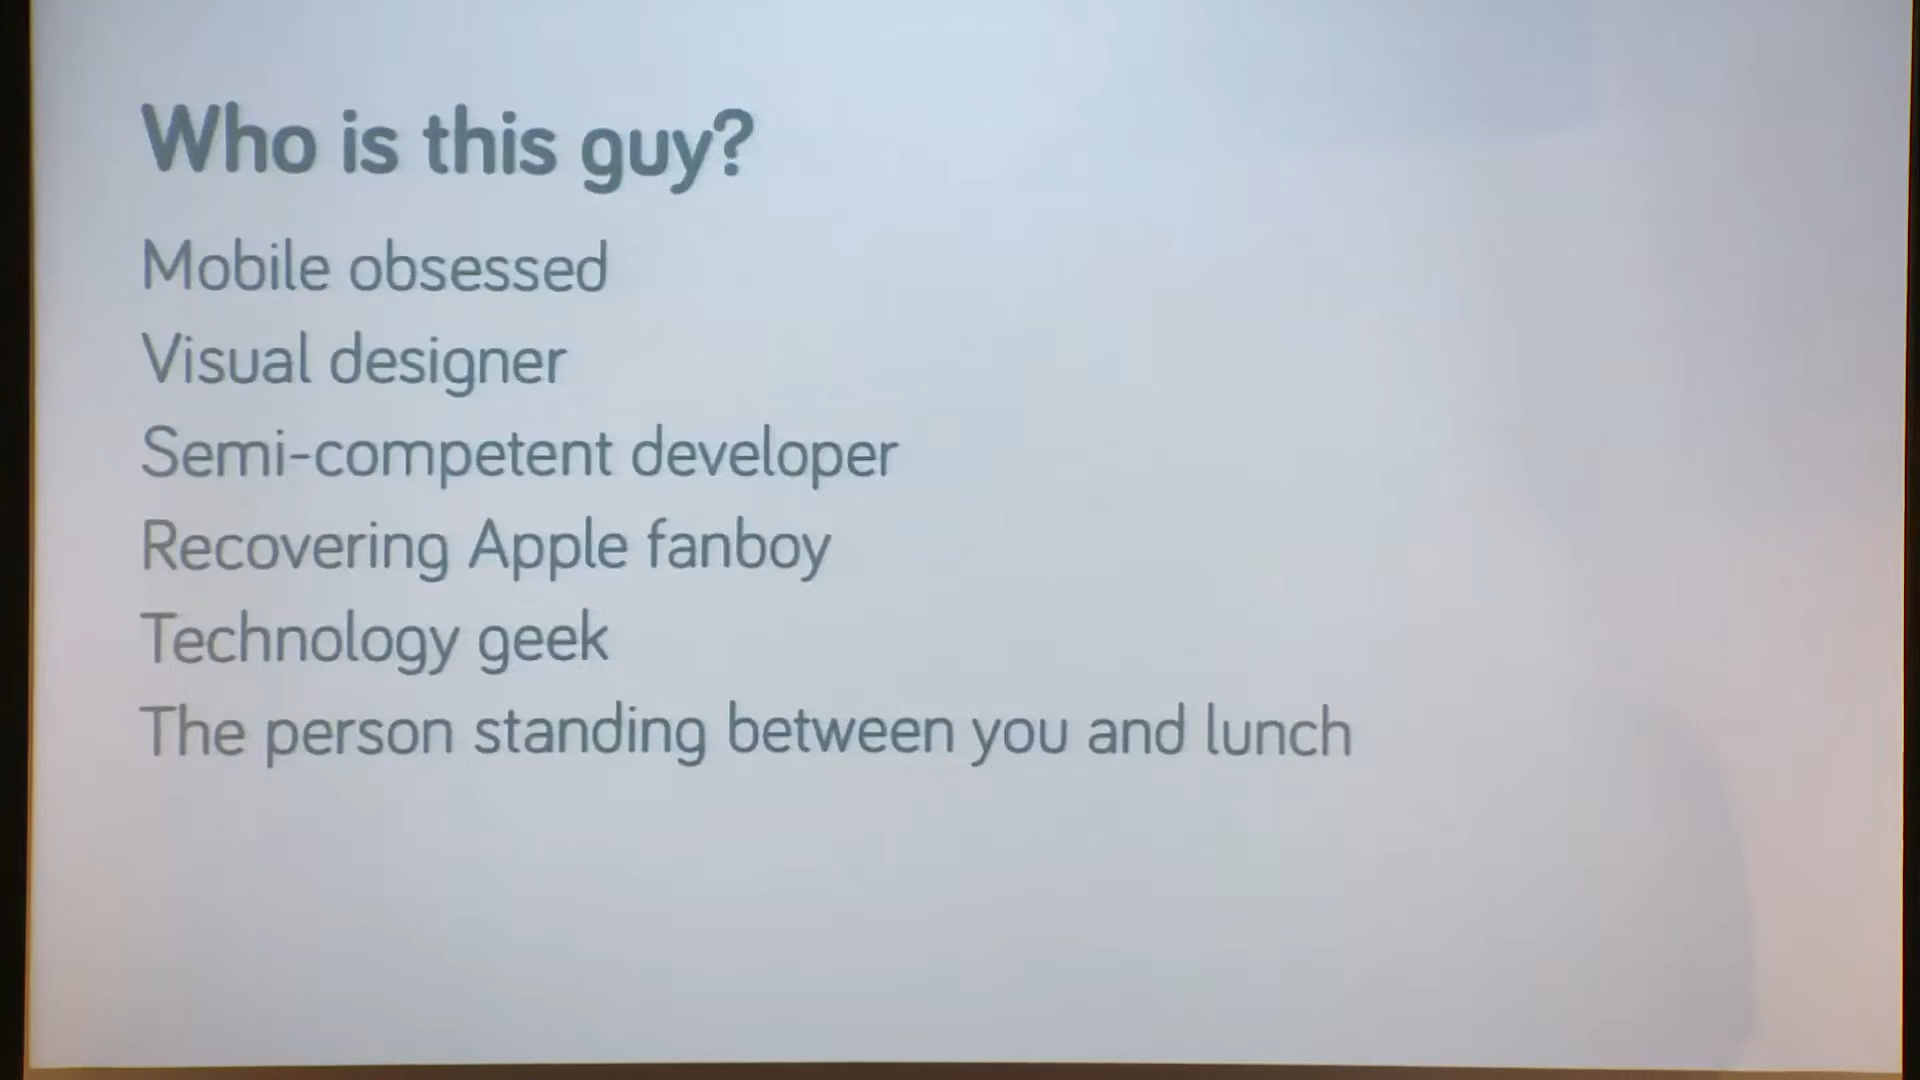 Who is this guy?
Mobile obsessed
Visual designer
Semi-competent developer
Recovering Apple fanboy
Technology geek
The person standing between you and lunch